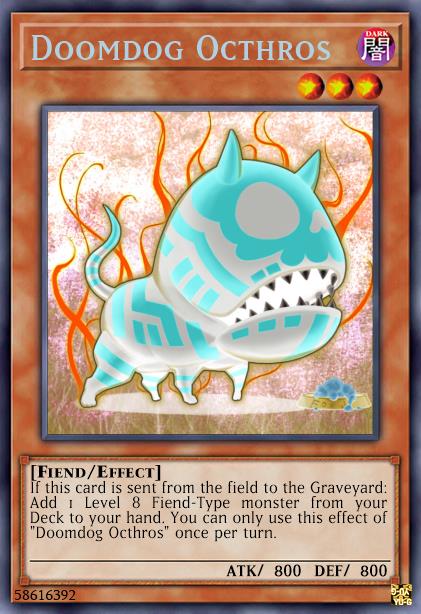 Doomdog Octhros
DARK
闇
[Fiend/Effect]
If this card is sent from the field to the Graveyard:
Add 1 Level 8 Fiend-Type monster from your
Deck to your hand. You can only use this effect of
"Doomdog Octhros" once per turn.
ATK/ 800 DEF/ 800
58616392